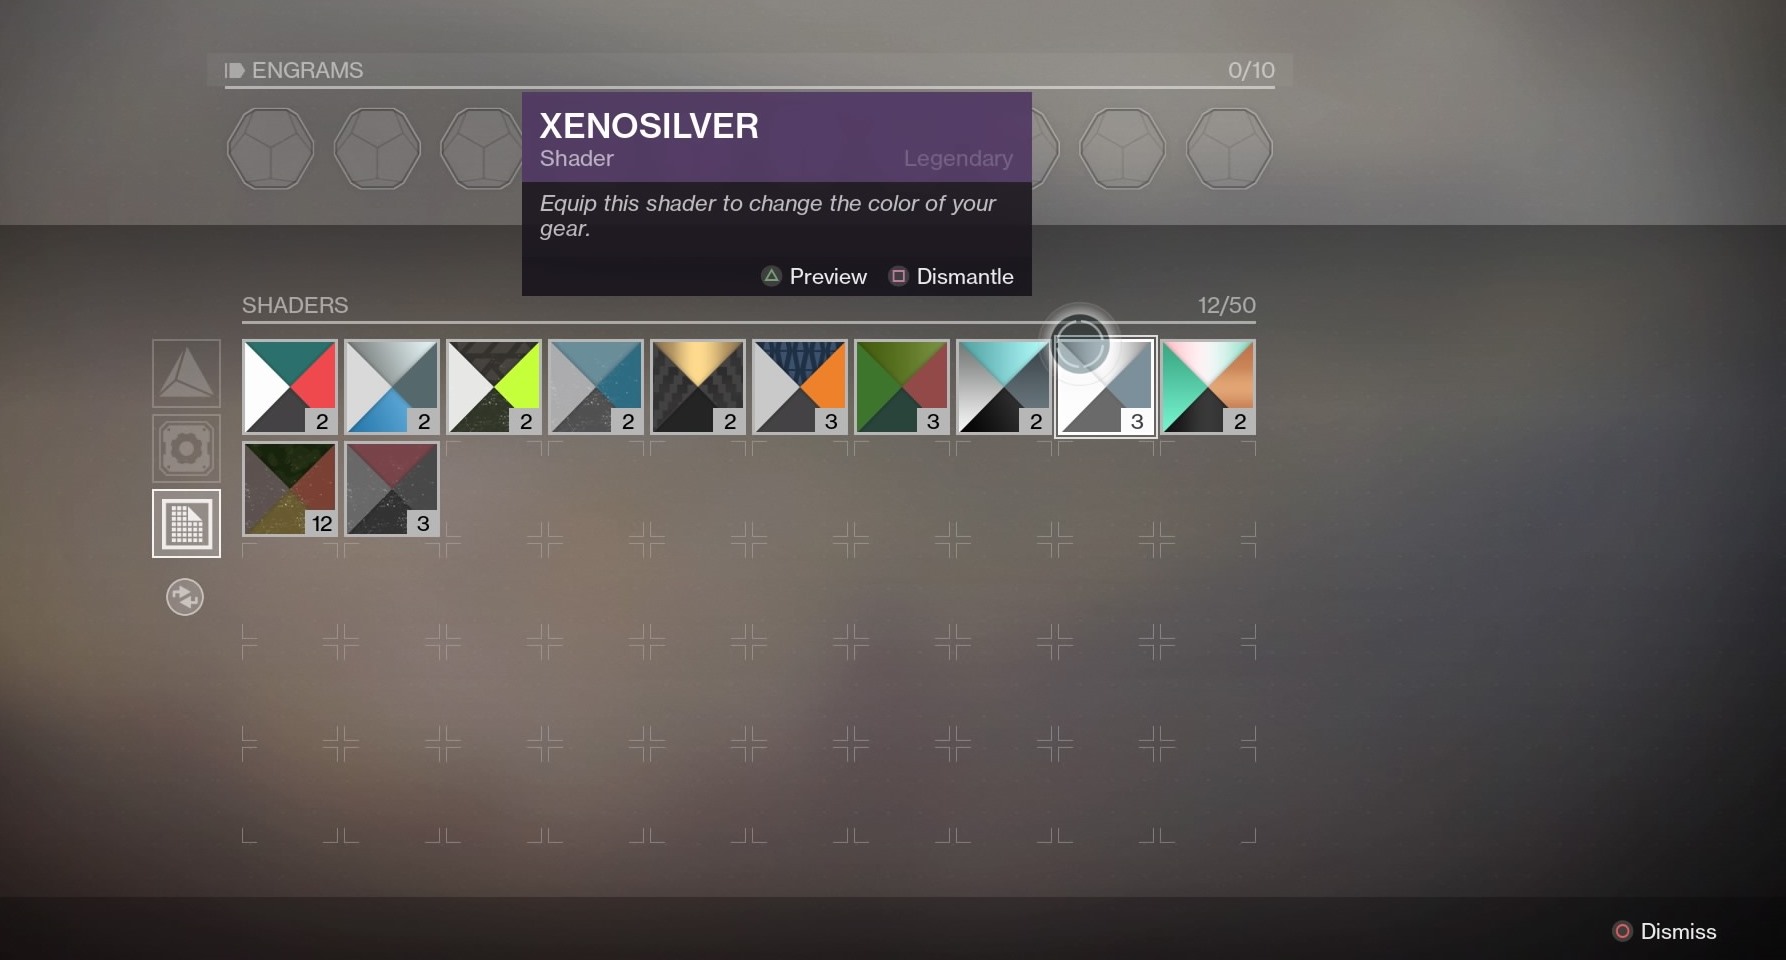 ENGRAMS 0/10
XENOSILVER
Shader Legendary
Equip this shader to change the color of your
gear.
Preview Dismantle
SHADERS 12/50
2 2 2 2 2 3 3 2 3 2
12 3
Dismiss